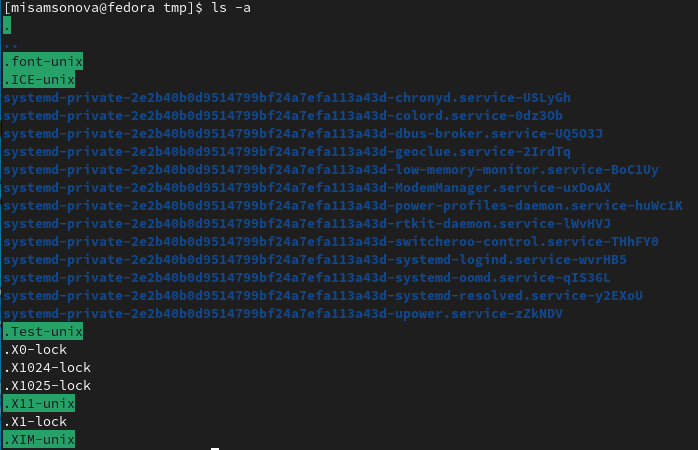 [misamsonova@fedora tmp]$ ls -a
.
..
.font-unix
.ICE-unix
systemd-private-2e2b40b0d9514799bf24a7efa113a43d-chronyd.service-USLyGh
systemd-private-2e2b40b0d9514799bf24a7efa113a43d-colord.service-0dz3Ob
systemd-private-2e2b40b0d9514799bf24a7efa113a43d-dbus-broker.service-UQ5O3J
systemd-private-2e2b40b0d9514799bf24a7efa113a43d-geoclue.service-2IrdTq
systemd-private-2e2b40b0d9514799bf24a7efa113a43d-low-memory-monitor.service-BoC1Uy
systemd-private-2e2b40b0d9514799bf24a7efa113a43d-ModemManager.service-uxDoAX
systemd-private-2e2b40b0d9514799bf24a7efa113a43d-power-profiles-daemon.service-huWc1K
systemd-private-2e2b40b0d9514799bf24a7efa113a43d-rtkit-daemon.service-lWvHVJ
systemd-private-2e2b40b0d9514799bf24a7efa113a43d-switcheroo-control.service-THhFY0
systemd-private-2e2b40b0d9514799bf24a7efa113a43d-systemd-logind.service-wvrHB5
systemd-private-2e2b40b0d9514799bf24a7efa113a43d-systemd-oomd.service-qIS36L
systemd-private-2e2b40b0d9514799bf24a7efa113a43d-systemd-resolved.service-y2EXoU
systemd-private-2e2b40b0d9514799bf24a7efa113a43d-upower.service-zZkNDV
.Test-unix
.X0-lock
.X1024-lock
.X1025-lock
.X11-unix
.X1-lock
.XIM-unix